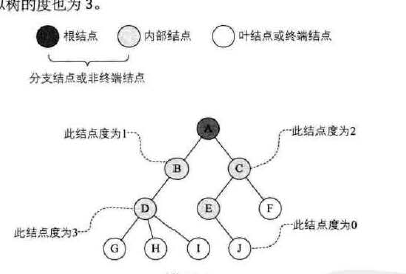 以树的度也为 3。
根结点 内部结点 叶结点或终端结点
分支结点或非终端结点
A
此结点度为1 此结点度为2
B C
D E F
此结点度为3 此结点度为0
G H I J